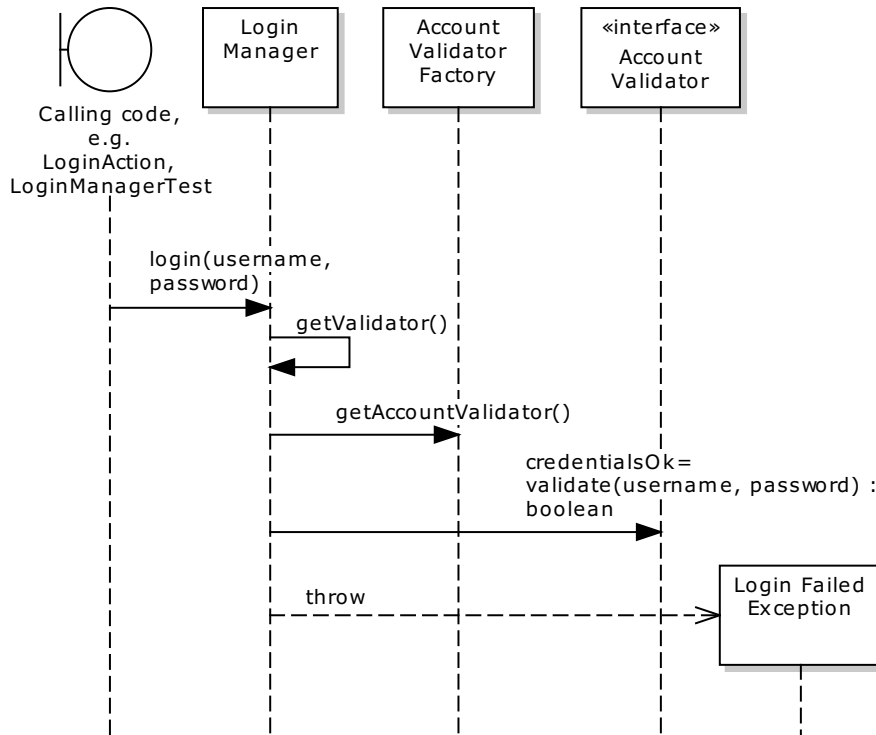 Login
Manager
Account
Validator
Factory
«interface»
Account
Validator
Calling code,
e.g.
LoginAction,
LoginManagerTest
login(username,
password)
getValidator()
getAccountValidator()
credentialsOk=
validate(username, password) :
boolean
Login Failed
Exception
throw